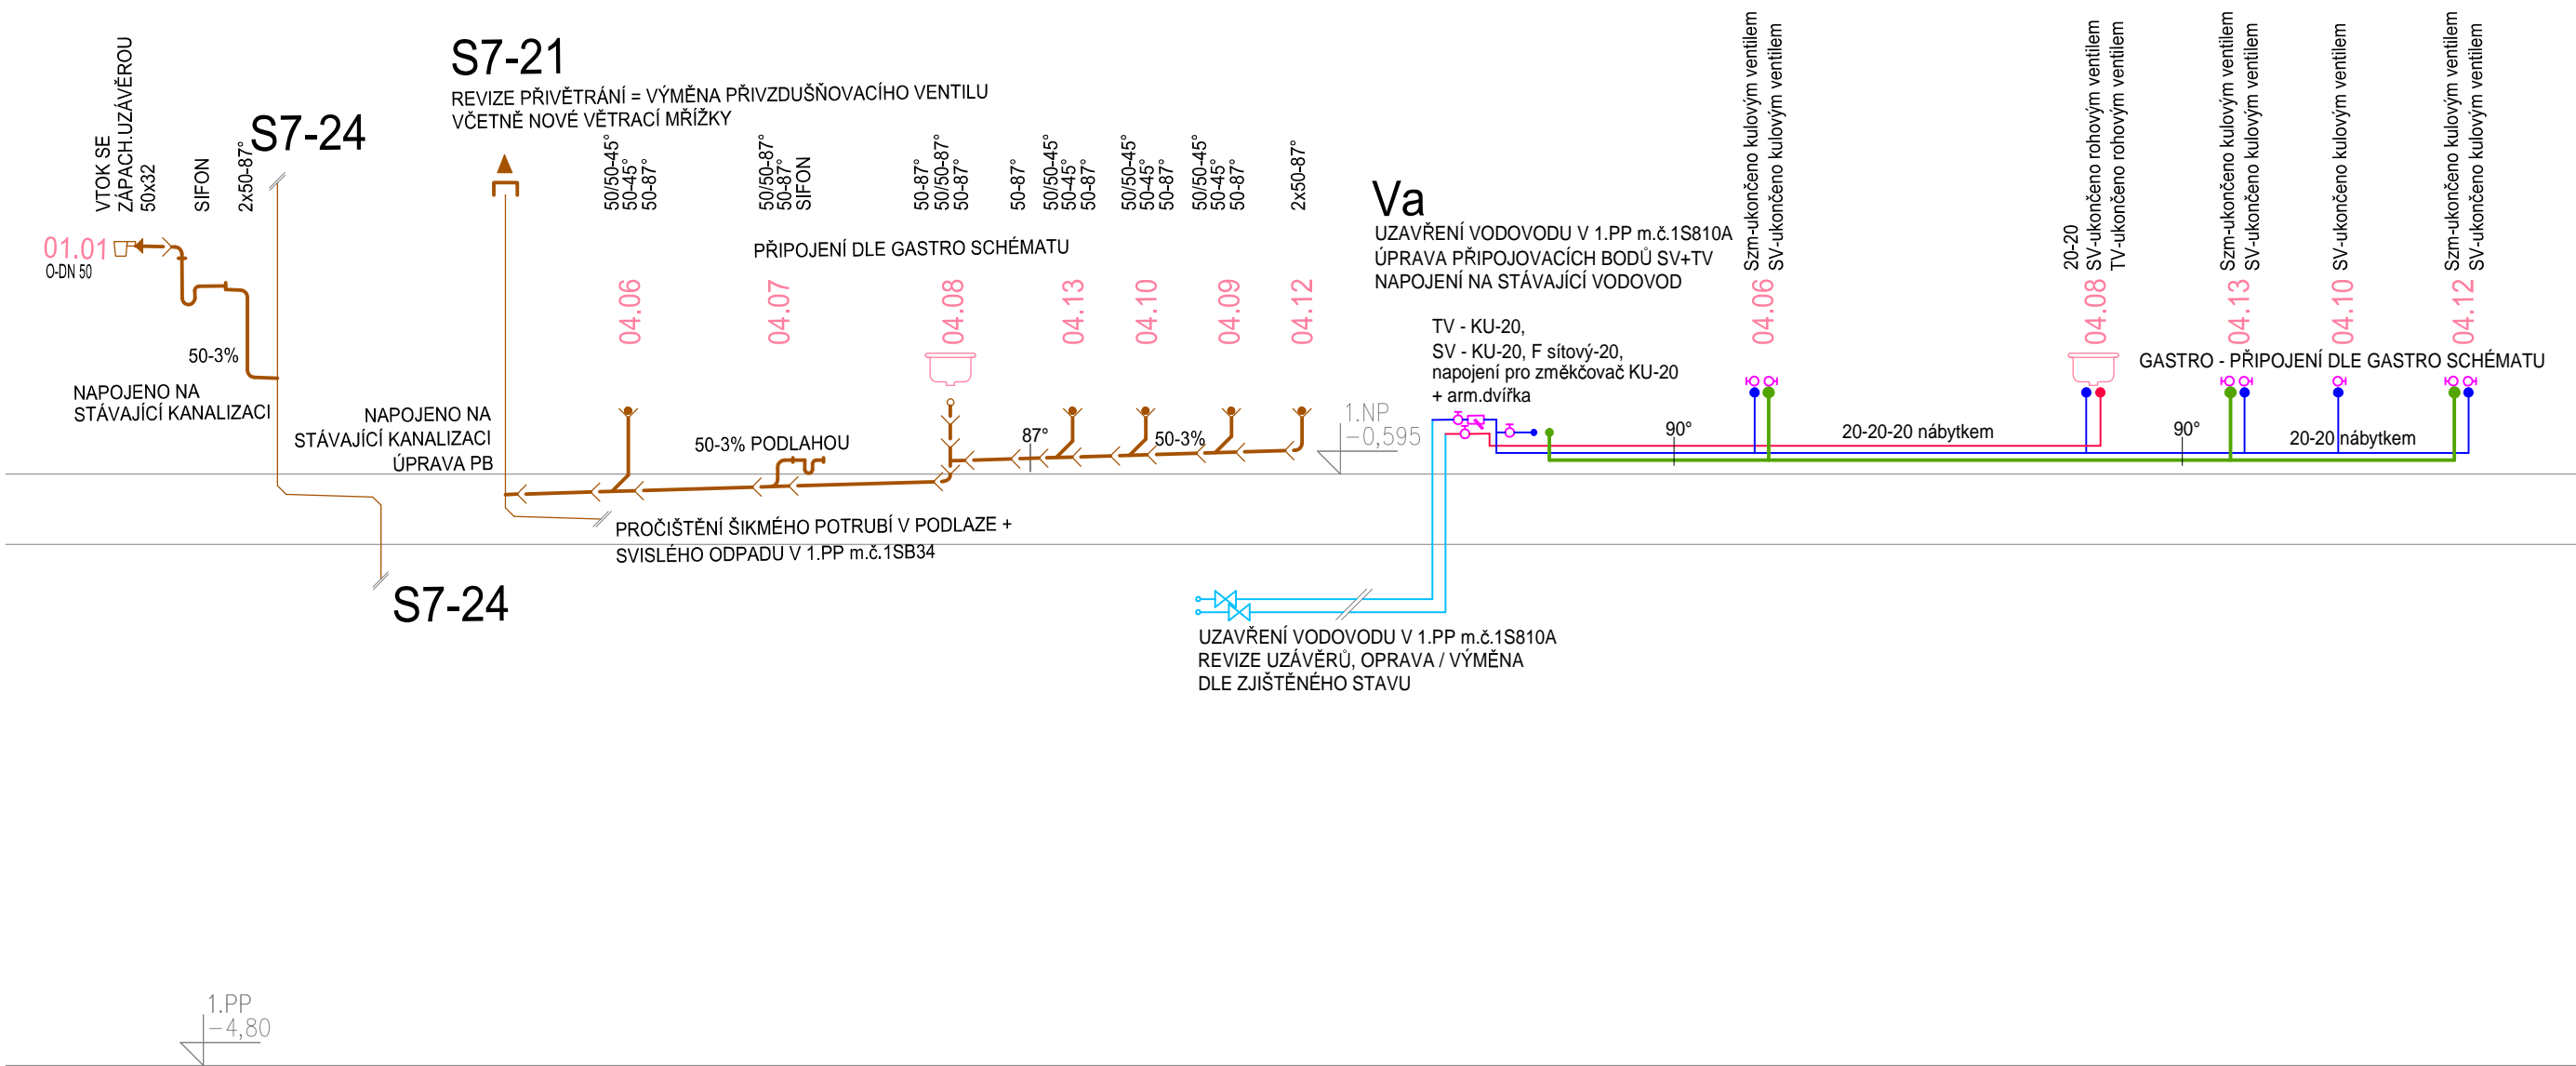 VTOK SE
ZÁPACH.UZÁVĚROU
50x32
SIFON
2x50-87°
S7-24
01.01
O-DN 50
50-3%
NAPOJENO NA
STÁVAJÍCÍ KANALIZACI
S7-24
S7-21
REVIZE PŘIVĚTRÁNÍ = VÝMĚNA PŘIVZDUŠŇOVACÍHO VENTILU
VČETNĚ NOVÉ VĚTRACÍ MŘÍŽKY
50/50-45°
50-45°
50-87°
50/50-87°
50-87°
SIFON
50-87°
50/50-87°
50-87°
50-87°
50/50-45°
50-45°
50-87°
50/50-45°
50-45°
50-87°
50/50-45°
50-45°
50-87°
2x50-87°
PŘIPOJENÍ DLE GASTRO SCHÉMATU
04.06
04.07
04.08
04.13
04.10
04.09
04.12
NAPOJENO NA
STÁVAJÍCÍ KANALIZACI
ÚPRAVA PB
50-3% PODLAHOU
87°
50-3%
PROČIŠTĚNÍ ŠIKMÉHO POTRUBÍ V PODLAZE +
SVISLÉHO ODPADU V 1.PP m.č.1SB34
1.NP
-0,595
Va
UZAVŘENÍ VODOVODU V 1.PP m.č.1S810A
ÚPRAVA PŘIPOJOVACÍCH BODŮ SV+TV
NAPOJENÍ NA STÁVAJÍCÍ VODOVOD
TV - KU-20,
SV - KU-20, F sítový-20,
napojení pro změkčovač KU-20
+ arm.dvířka
Szm-ukončeno kulovým ventilem
SV-ukončeno kulovým ventilem
04.06
20-20
SV-ukončeno rohovým ventilem
TV-ukončeno rohovým ventilem
04.08
Szm-ukončeno kulovým ventilem
SV-ukončeno kulovým ventilem
04.13
SV-ukončeno kulovým ventilem
04.10
Szm-ukončeno kulovým ventilem
SV-ukončeno kulovým ventilem
04.12
GASTRO - PŘIPOJENÍ DLE GASTRO SCHÉMATU
90°
20-20-20 nábytkem
90°
20-20 nábytkem
UZAVŘENÍ VODOVODU V 1.PP m.č.1S810A
REVIZE UZÁVĚRŮ, OPRAVA / VÝMĚNA
DLE ZJIŠTĚNÉHO STAVU
1.PP
-4,80